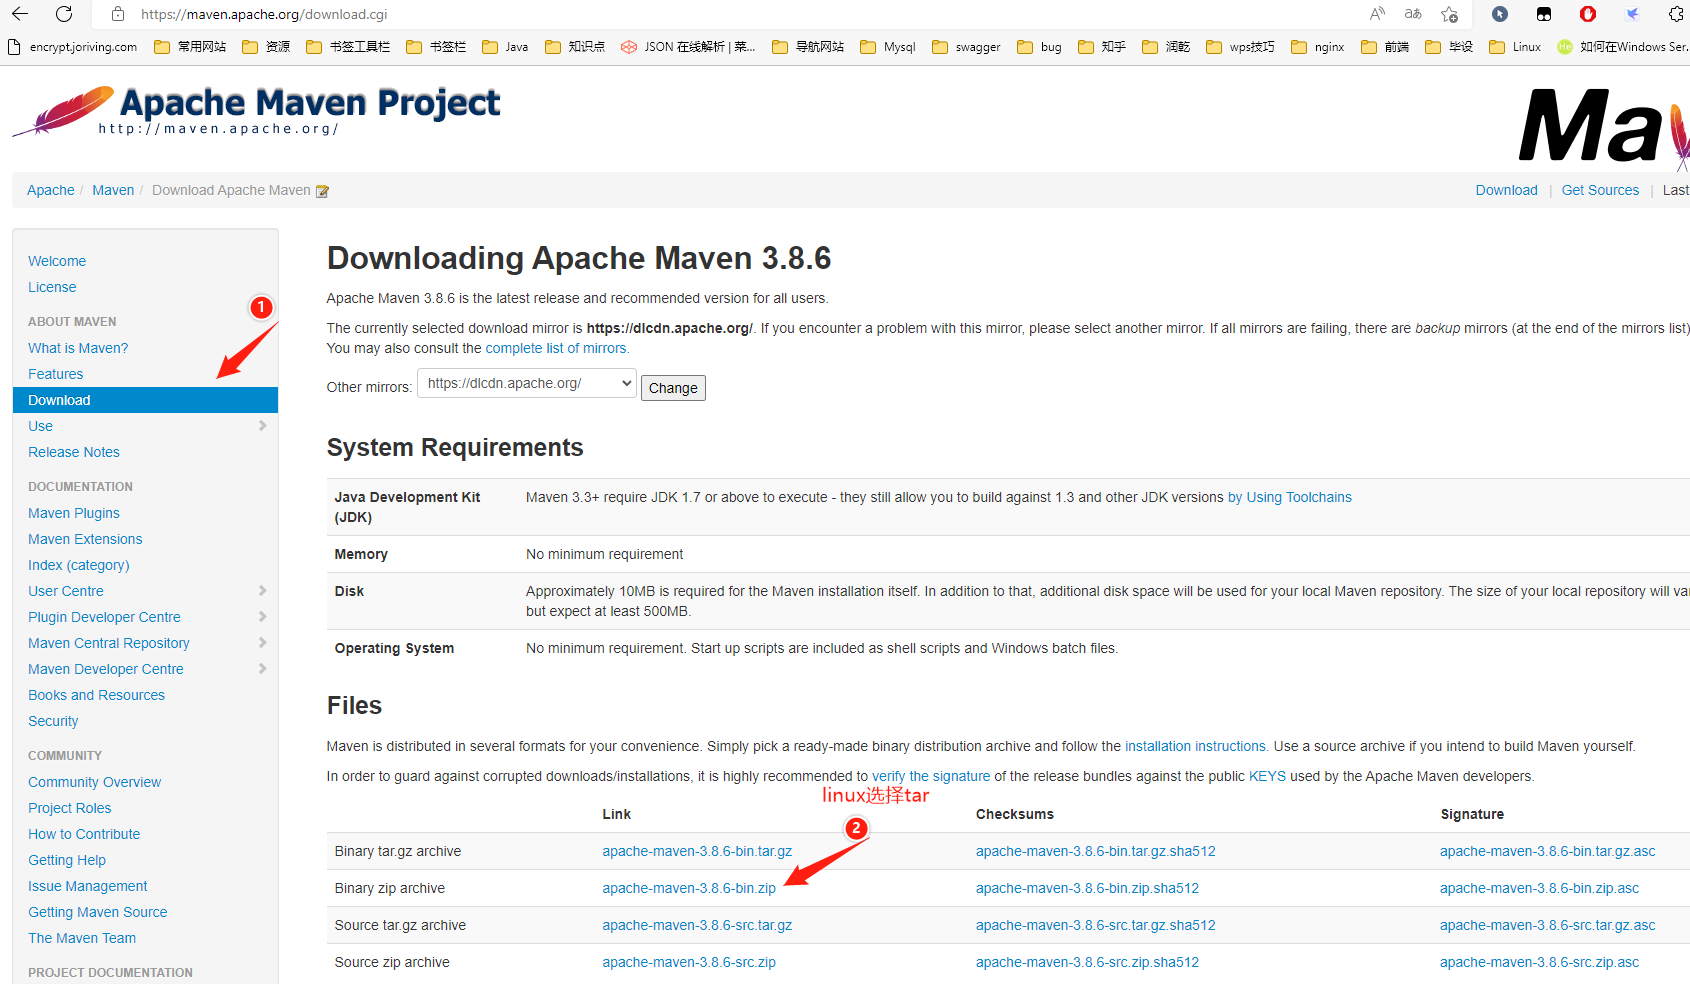 https://maven.apache.org/download.cgi
encrypt.joriving.com 常用网站 资源 书签工具栏 书签栏 Java 知识点 JSON 在线解析 | 菜... 导航网站 Mysql swagger bug 知乎 润乾 wps技巧 nginx 前端 毕设 Linux 如何在Windows Ser...
Apache Maven Project
http://maven.apache.org/
Ma
Apache / Maven / Download Apache Maven
Download | Get Sources | Last
Welcome
License
1
ABOUT MAVEN
What is Maven?
Features
Download
Use
Release Notes
DOCUMENTATION
Maven Plugins
Maven Extensions
Index (category)
User Centre
Plugin Developer Centre
Maven Central Repository
Maven Developer Centre
Books and Resources
Security
COMMUNITY
Community Overview
Project Roles
How to Contribute
Getting Help
Issue Management
Getting Maven Source
The Maven Team
PROJECT DOCUMENTATION
Downloading Apache Maven 3.8.6
Apache Maven 3.8.6 is the latest release and recommended version for all users.
The currently selected download mirror is https://dlcdn.apache.org/. If you encounter a problem with this mirror, please select another mirror. If all mirrors are failing, there are backup mirrors (at the end of the mirrors list)
You may also consult the complete list of mirrors.
Other mirrors: https://dlcdn.apache.org/ Change
System Requirements
Java Development Kit Maven 3.3+ require JDK 1.7 or above to execute - they still allow you to build against 1.3 and other JDK versions by Using Toolchains
(JDK)
Memory No minimum requirement
Disk Approximately 10MB is required for the Maven installation itself. In addition to that, additional disk space will be used for your local Maven repository. The size of your local repository will va
but expect at least 500MB.
Operating System No minimum requirement. Start up scripts are included as shell scripts and Windows batch files.
Files
Maven is distributed in several formats for your convenience. Simply pick a ready-made binary distribution archive and follow the installation instructions. Use a source archive if you intend to build Maven yourself.
In order to guard against corrupted downloads/installations, it is highly recommended to verify the signature of the release bundles against the public KEYS used by the Apache Maven developers.
linux选择tar
Link Checksums Signature
2
Binary tar.gz archive apache-maven-3.8.6-bin.tar.gz apache-maven-3.8.6-bin.tar.gz.sha512 apache-maven-3.8.6-bin.tar.gz.asc
Binary zip archive apache-maven-3.8.6-bin.zip apache-maven-3.8.6-bin.zip.sha512 apache-maven-3.8.6-bin.zip.asc
Source tar.gz archive apache-maven-3.8.6-src.tar.gz apache-maven-3.8.6-src.tar.gz.sha512 apache-maven-3.8.6-src.tar.gz.asc
Source zip archive apache-maven-3.8.6-src.zip apache-maven-3.8.6-src.zip.sha512 apache-maven-3.8.6-src.zip.asc